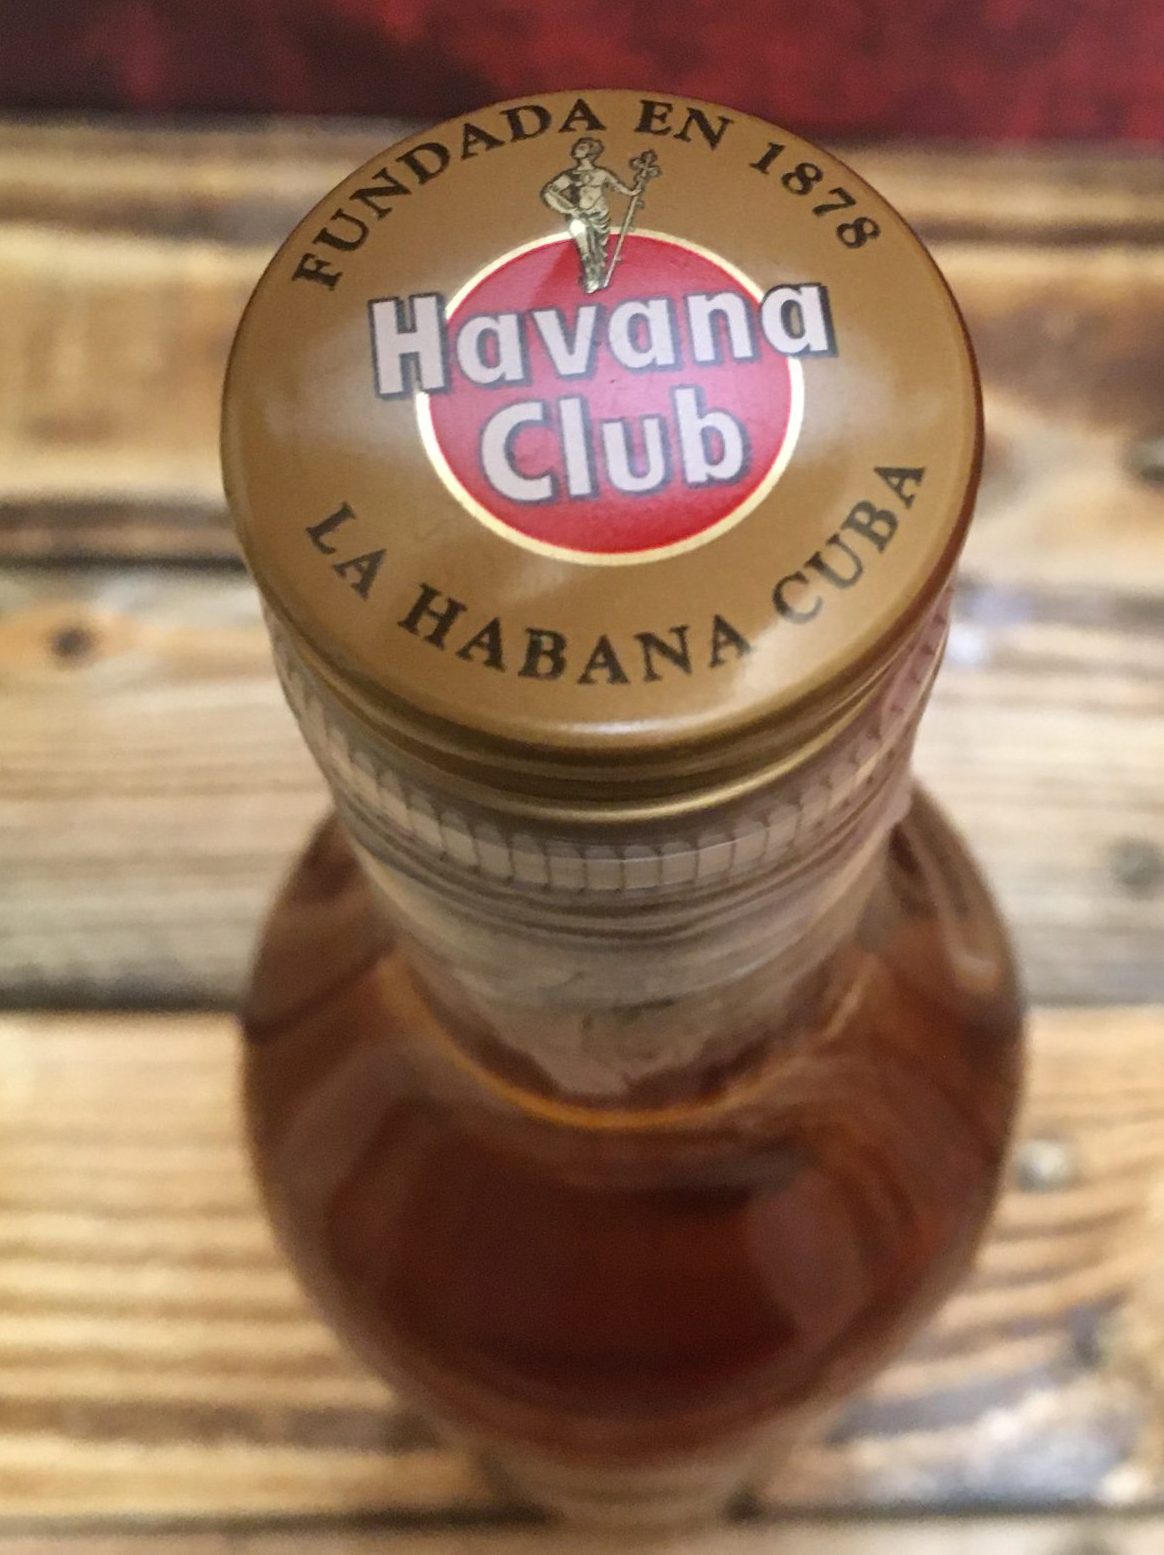 FUNDADA EN 1878
Havana
Club
LA HABANA CUBA